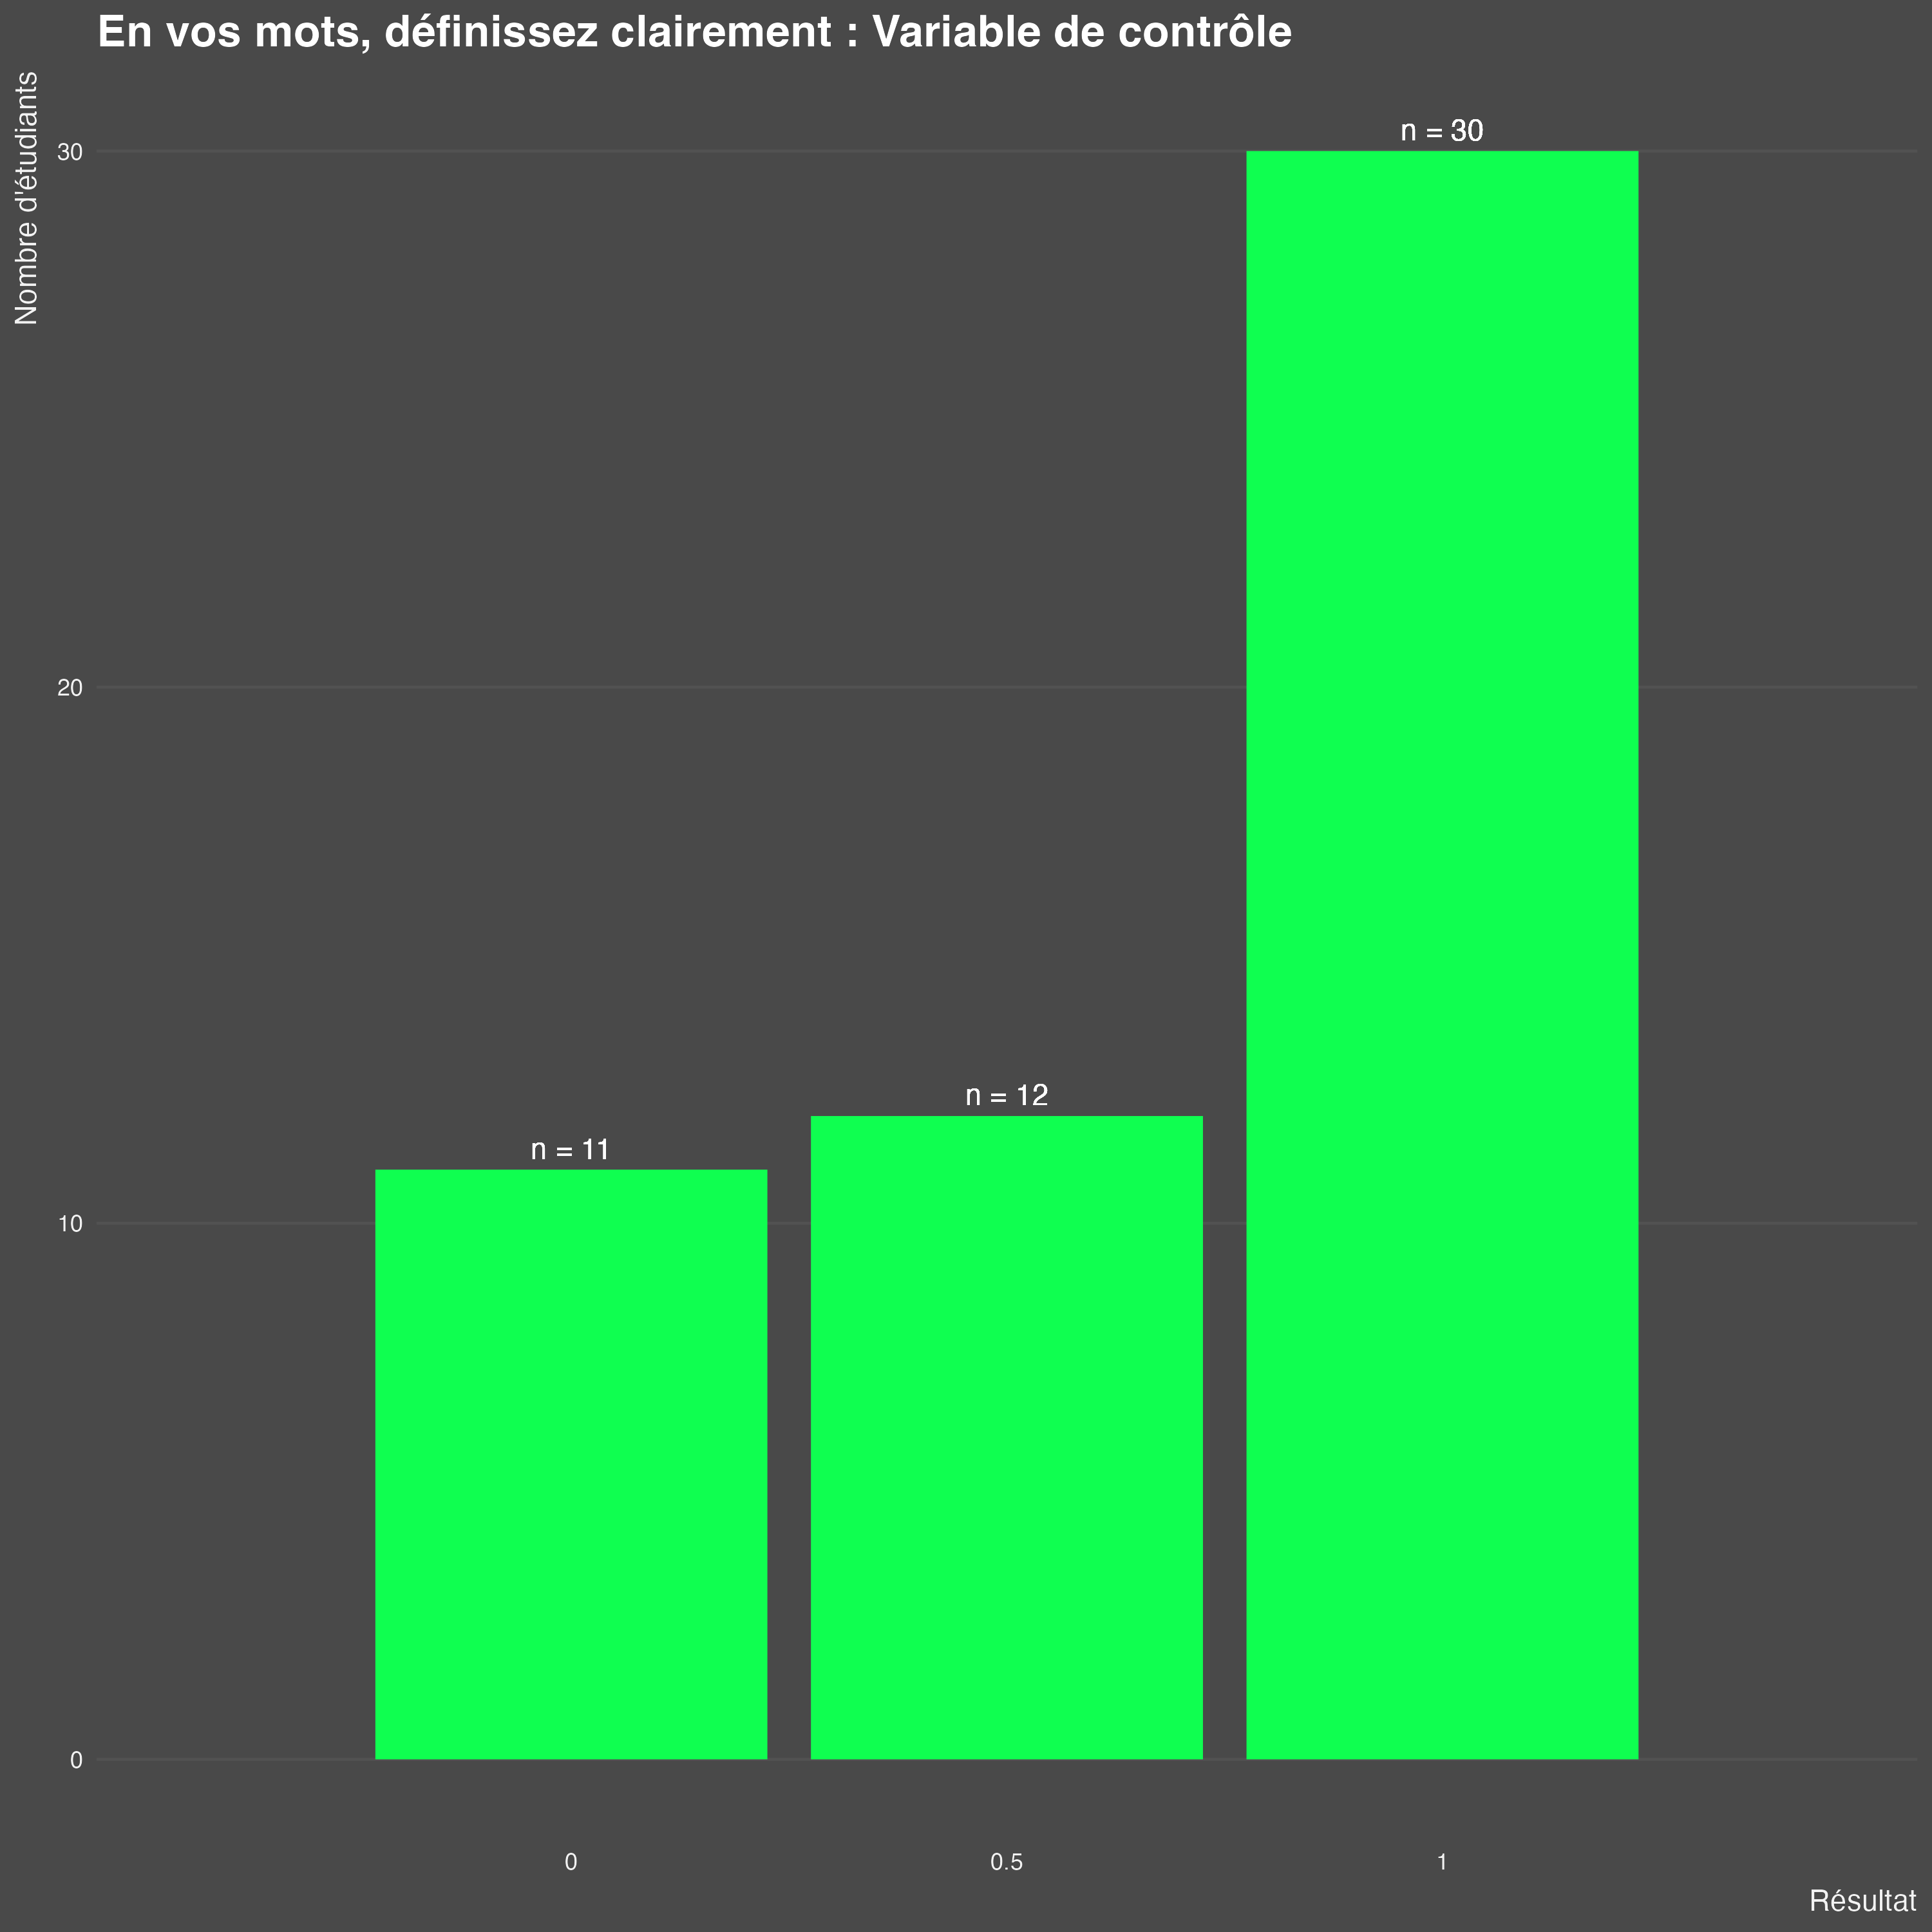 En vos mots, définissez clairement : Variable de contrôle
Nombre d'étudiants
30
20
10
0
n = 11
n = 12
n = 30
0
0.5
1
Résultat